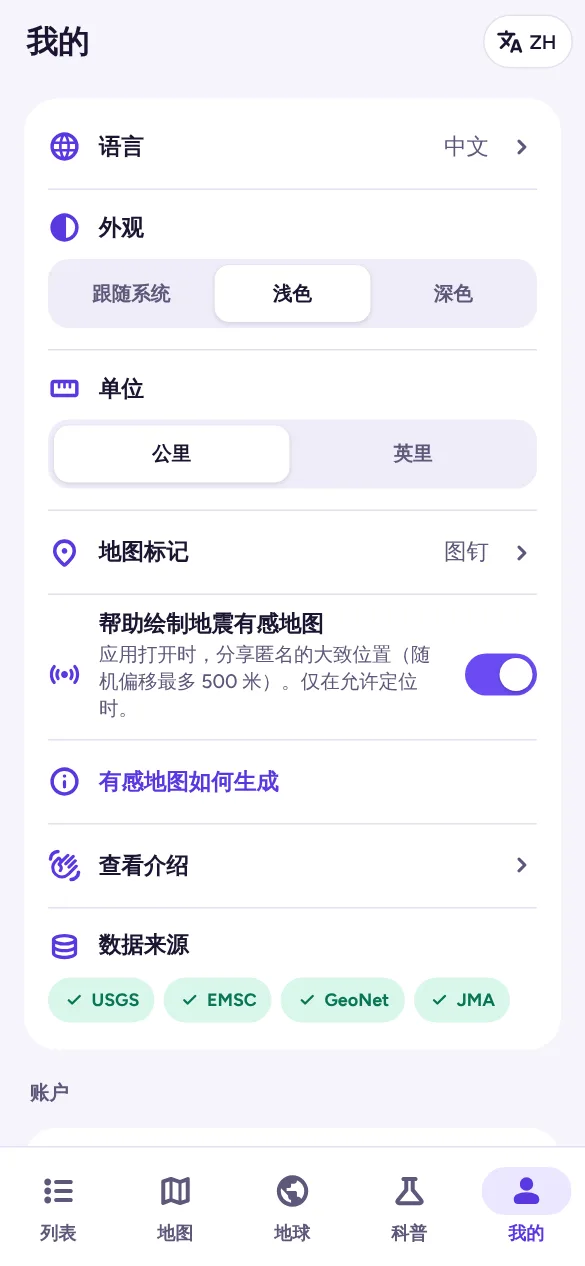 我的
ZH
语言
中文
外观
跟随系统 浅色 深色
单位
公里 英里
地图标记
图钉
帮助绘制地震有感地图
应用打开时，分享匿名的大致位置（随
机偏移最多 500 米）。仅在允许定位
时。
有感地图如何生成
查看介绍
数据来源
USGS EMSC GeoNet JMA
账户
列表 地图 地球 科普 我的